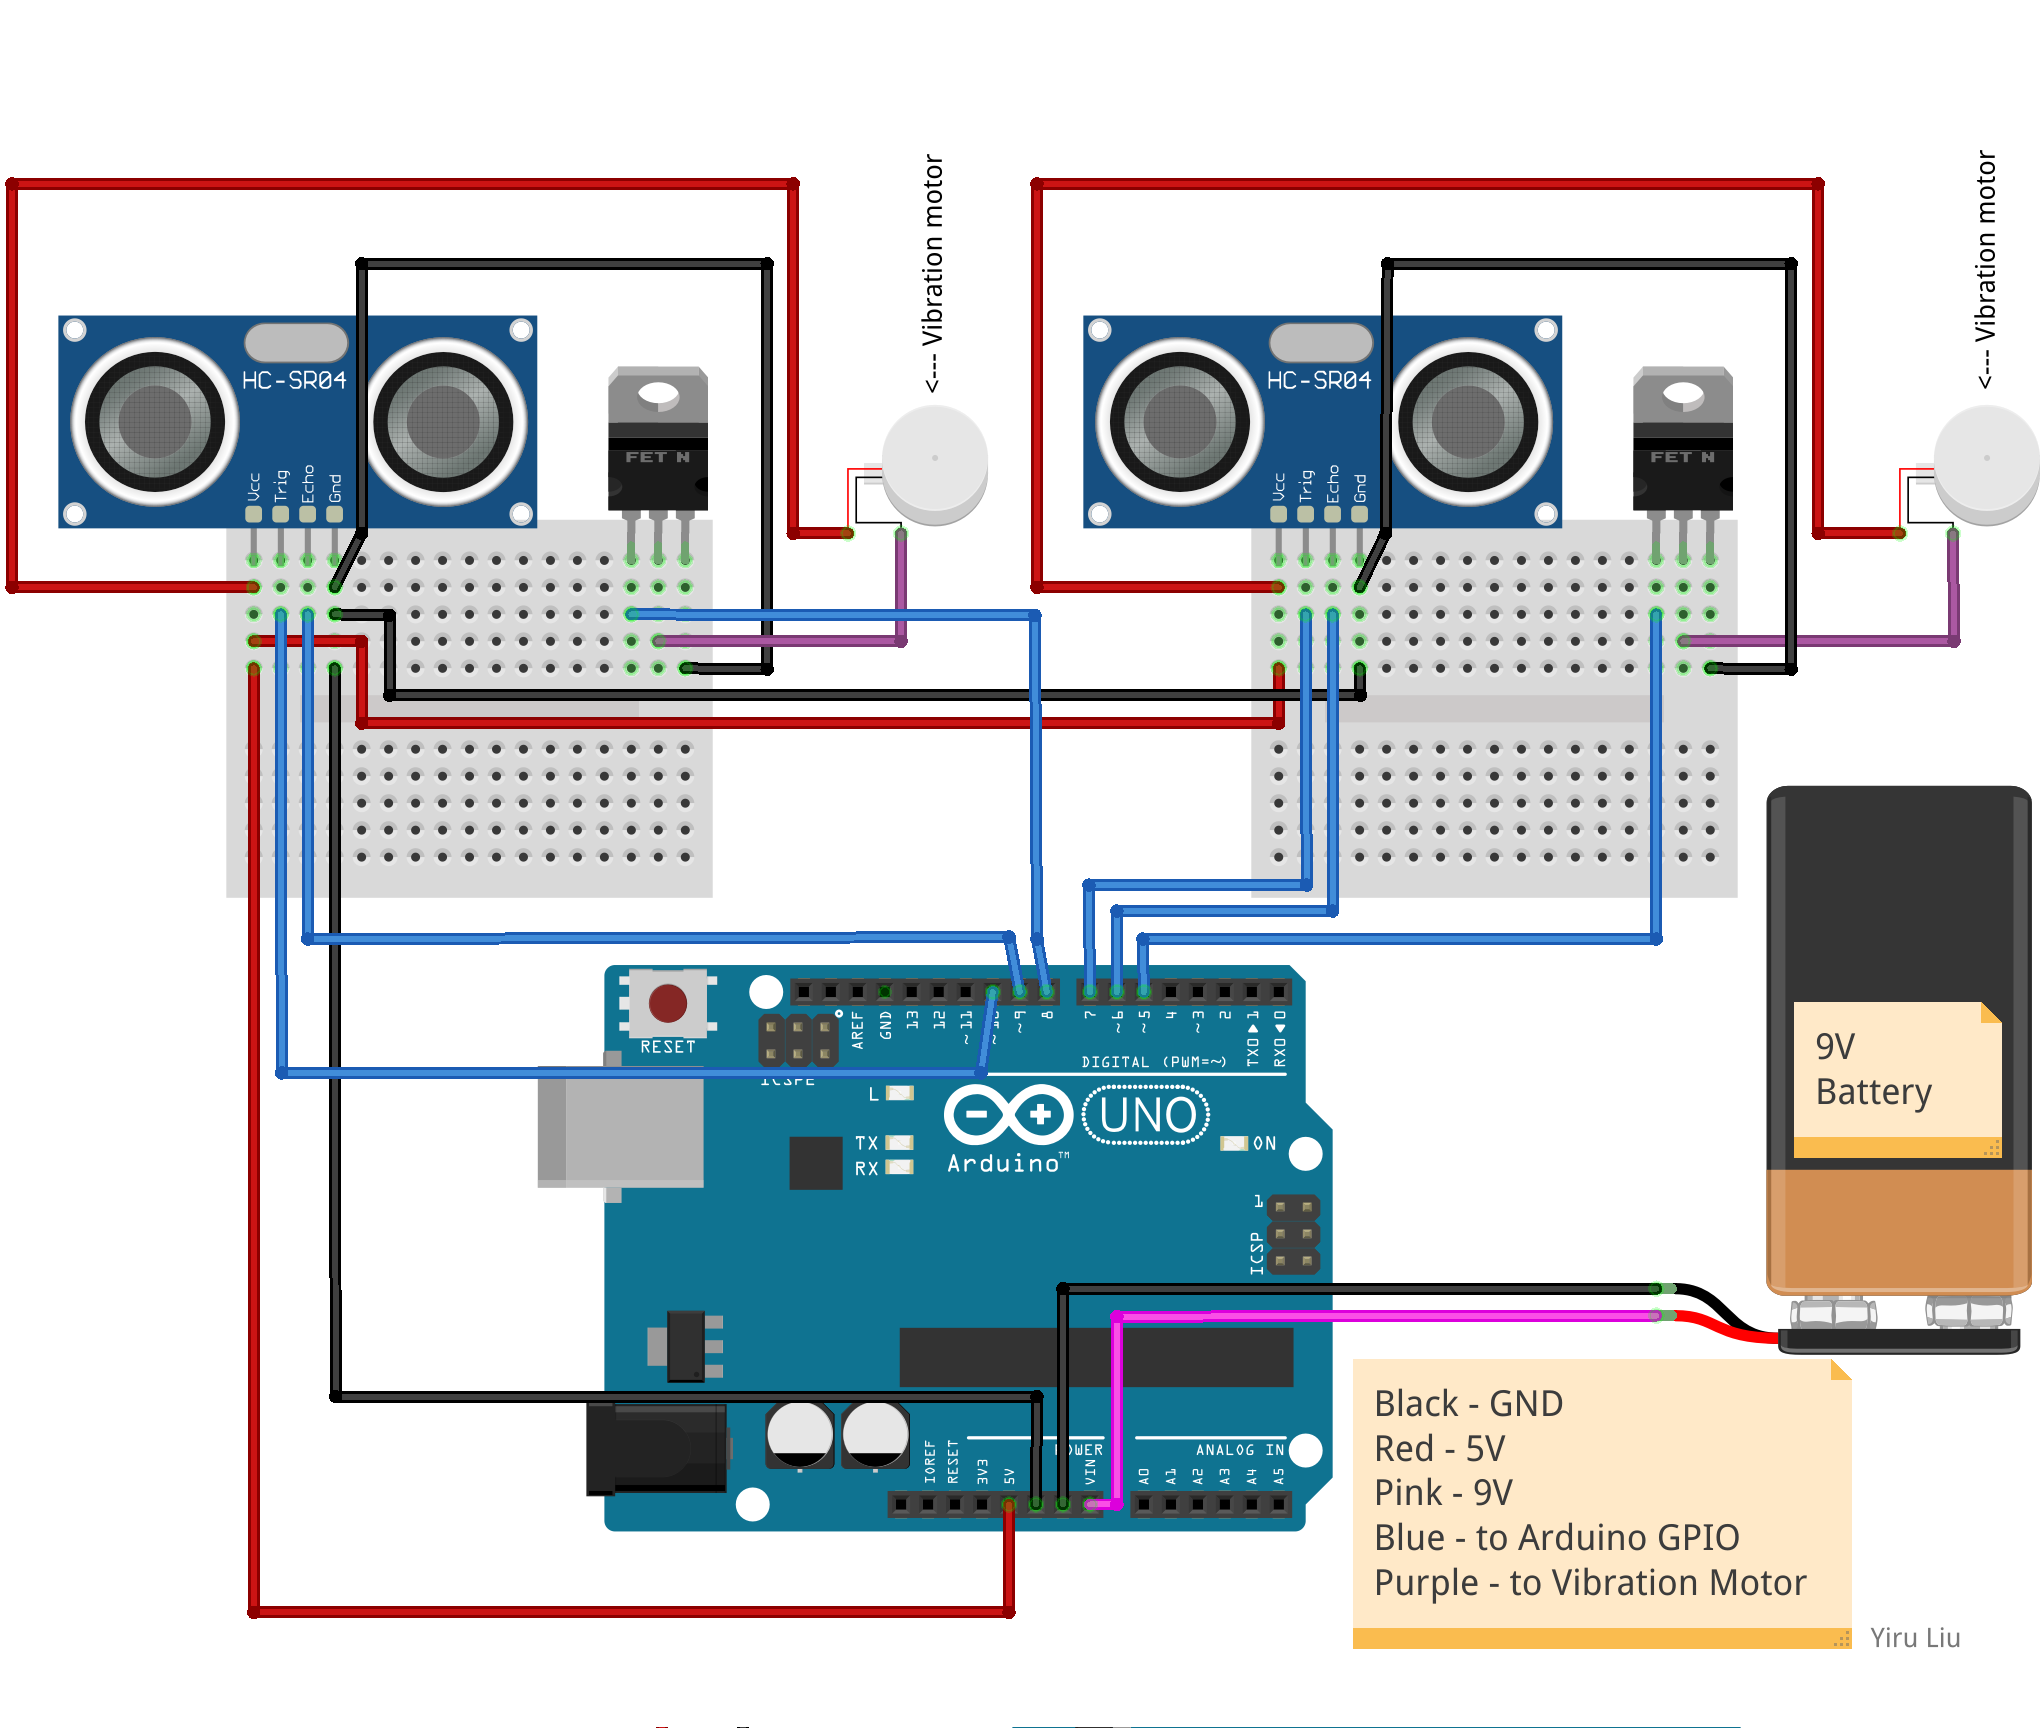 <--- Vibration motor
<--- Vibration motor
HC-SR04
Vcc
Trig
Echo
Gnd
FET N
HC-SR04
Vcc
Trig
Echo
Gnd
FET N
RESET
AREF
GND
13
12
~11
~9
8
7
~6
~5
4
~3
2
TX0▶1
RX0◀0
DIGITAL (PWM=~)
L
TX
RX
UNO
Arduino™
ON
1
ICSP
9V
Battery
IOREF
RESET
3V3
5V
VIN
ANALOG IN
A0
A1
A2
A3
A4
A5
Black - GND
Red - 5V
Pink - 9V
Blue - to Arduino GPIO
Purple - to Vibration Motor
Yiru Liu